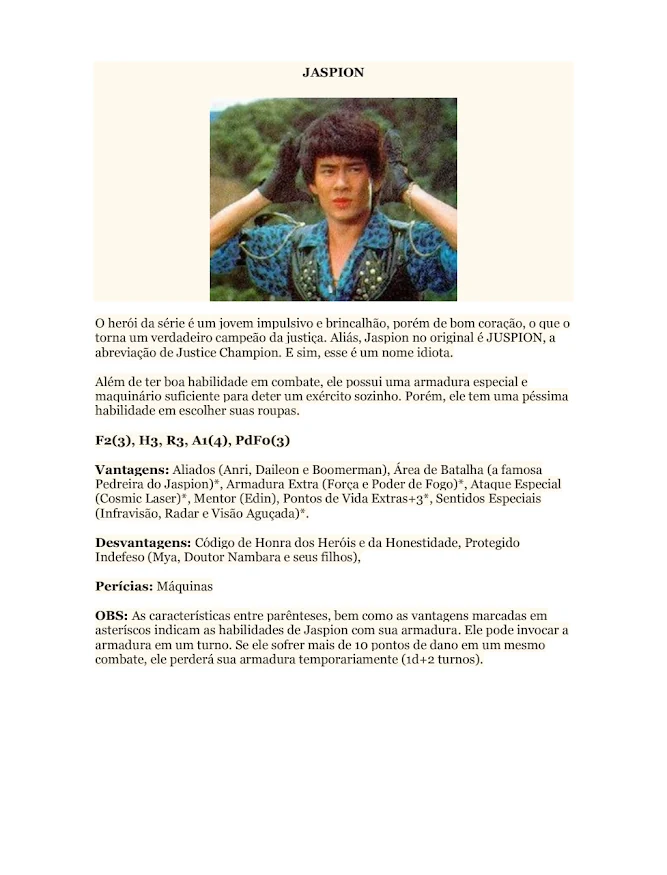 JASPION
O herói da série é um jovem impulsivo e brincalhão, porém de bom coração, o que o
torna um verdadeiro campeão da justiça. Aliás, Jaspion no original é JUSPION, a
abreviação de Justice Champion. E sim, esse é um nome idiota.
Além de ter boa habilidade em combate, ele possui uma armadura especial e
maquinário suficiente para deter um exército sozinho. Porém, ele tem uma péssima
habilidade em escolher suas roupas.
F2(3), H3, R3, A1(4), PdF0(3)
Vantagens: Aliados (Anri, Daileon e Boomerman), Área de Batalha (a famosa
Pedreira do Jaspion)*, Armadura Extra (Força e Poder de Fogo)*, Ataque Especial
(Cosmic Laser)*, Mentor (Edin), Pontos de Vida Extras+3*, Sentidos Especiais
(Infravisão, Radar e Visão Aguçada)*.
Desvantagens: Código de Honra dos Heróis e da Honestidade, Protegido
Indefeso (Mya, Doutor Nambara e seus filhos),
Perícias: Máquinas
OBS: As características entre parênteses, bem como as vantagens marcadas em
asteríscos indicam as habilidades de Jaspion com sua armadura. Ele pode invocar a
armadura em um turno. Se ele sofrer mais de 10 pontos de dano em um mesmo
combate, ele perderá sua armadura temporariamente (1d+2 turnos).